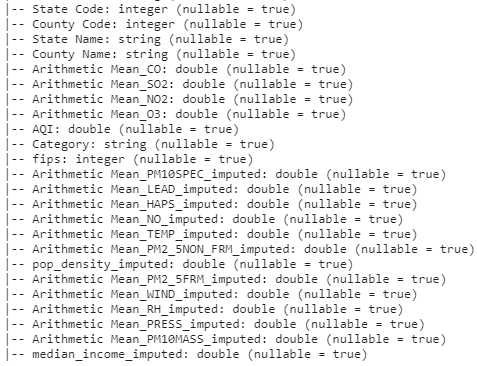 |-- State Code: integer (nullable = true)
|-- County Code: integer (nullable = true)
|-- State Name: string (nullable = true)
|-- County Name: string (nullable = true)
|-- Arithmetic Mean_CO: double (nullable = true)
|-- Arithmetic Mean_SO2: double (nullable = true)
|-- Arithmetic Mean_NO2: double (nullable = true)
|-- Arithmetic Mean_O3: double (nullable = true)
|-- AQI: double (nullable = true)
|-- Category: string (nullable = true)
|-- fips: integer (nullable = true)
|-- Arithmetic Mean_PM10SPEC_imputed: double (nullable = true)
|-- Arithmetic Mean_LEAD_imputed: double (nullable = true)
|-- Arithmetic Mean_HAPS_imputed: double (nullable = true)
|-- Arithmetic Mean_NO_imputed: double (nullable = true)
|-- Arithmetic Mean_TEMP_imputed: double (nullable = true)
|-- Arithmetic Mean_PM2_5NON_FRM_imputed: double (nullable = true)
|-- pop_density_imputed: double (nullable = true)
|-- Arithmetic Mean_PM2_5FRM_imputed: double (nullable = true)
|-- Arithmetic Mean_WIND_imputed: double (nullable = true)
|-- Arithmetic Mean_RH_imputed: double (nullable = true)
|-- Arithmetic Mean_PRESS_imputed: double (nullable = true)
|-- Arithmetic Mean_PM10MASS_imputed: double (nullable = true)
|-- median_income_imputed: double (nullable = true)